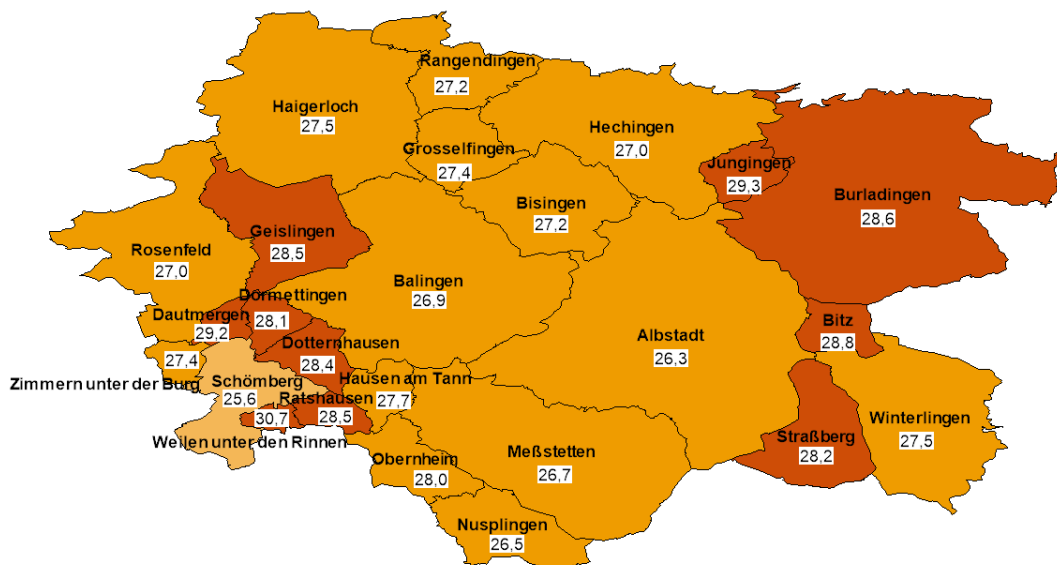 Rangendingen
27,2
Haigerloch
27,5
Hechingen
27,0
Grosselfingen
27,4
Jungingen
29,3
Burladingen
28,6
Bisingen
27,2
Geislingen
28,5
Rosenfeld
27,0
Balingen
26,9
Dörmettingen
28,1
Dautmergen
29,2
Albstadt
26,3
Bitz
28,8
Dotternhausen
28,4
27,4
Zimmern unter der Burg
Schömberg
25,6
Hausen am Tann
27,7
Ratshausen
28,5
30,7
Weilen unter den Rinnen
Winterlingen
27,5
Straßberg
28,2
Meßstetten
26,7
Obernheim
28,0
Nusplingen
26,5